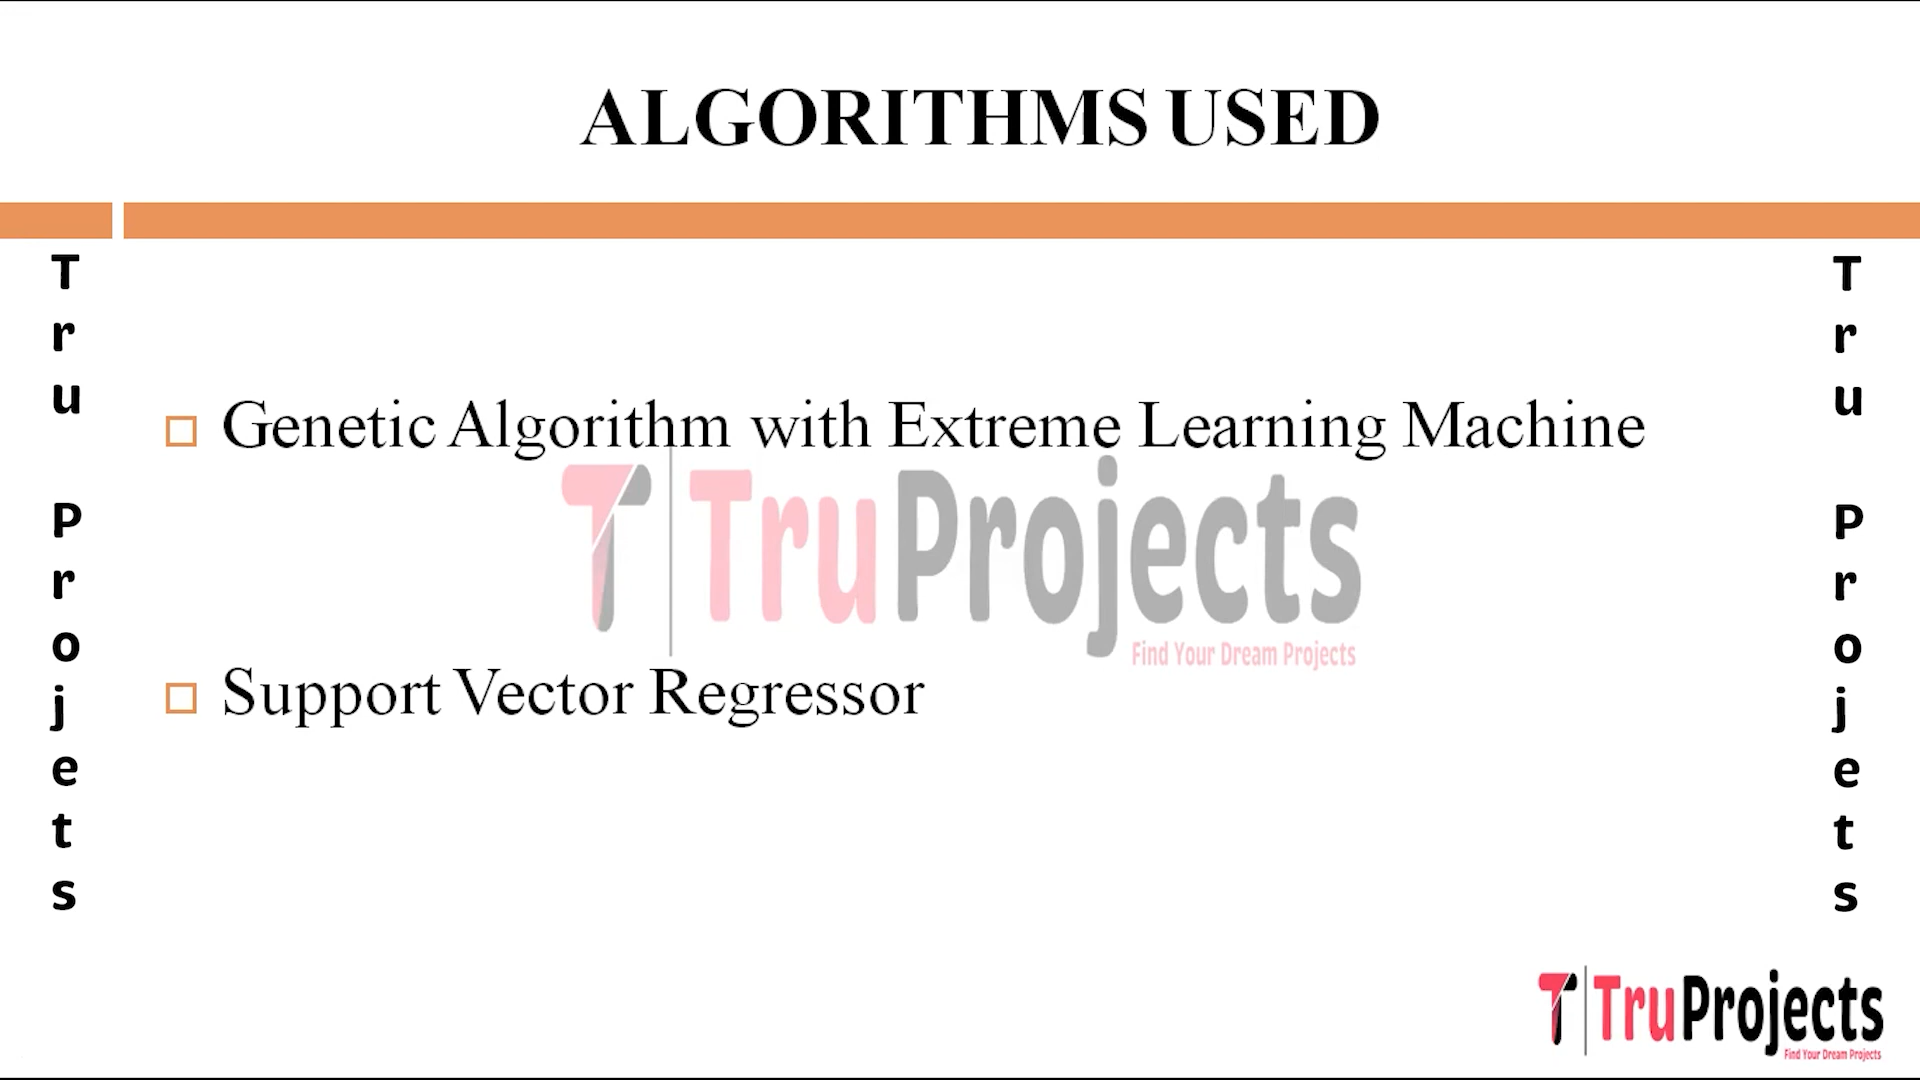 ALGORITHMS USED
T
r
u
P
r
o
j
e
t
s
Genetic Algorithm with Extreme Learning Machine
TruProjects
Find Your Dream Projects
Support Vector Regressor
T
r
u
P
r
o
j
e
t
s
TruProjects
Find Your Dream Projects